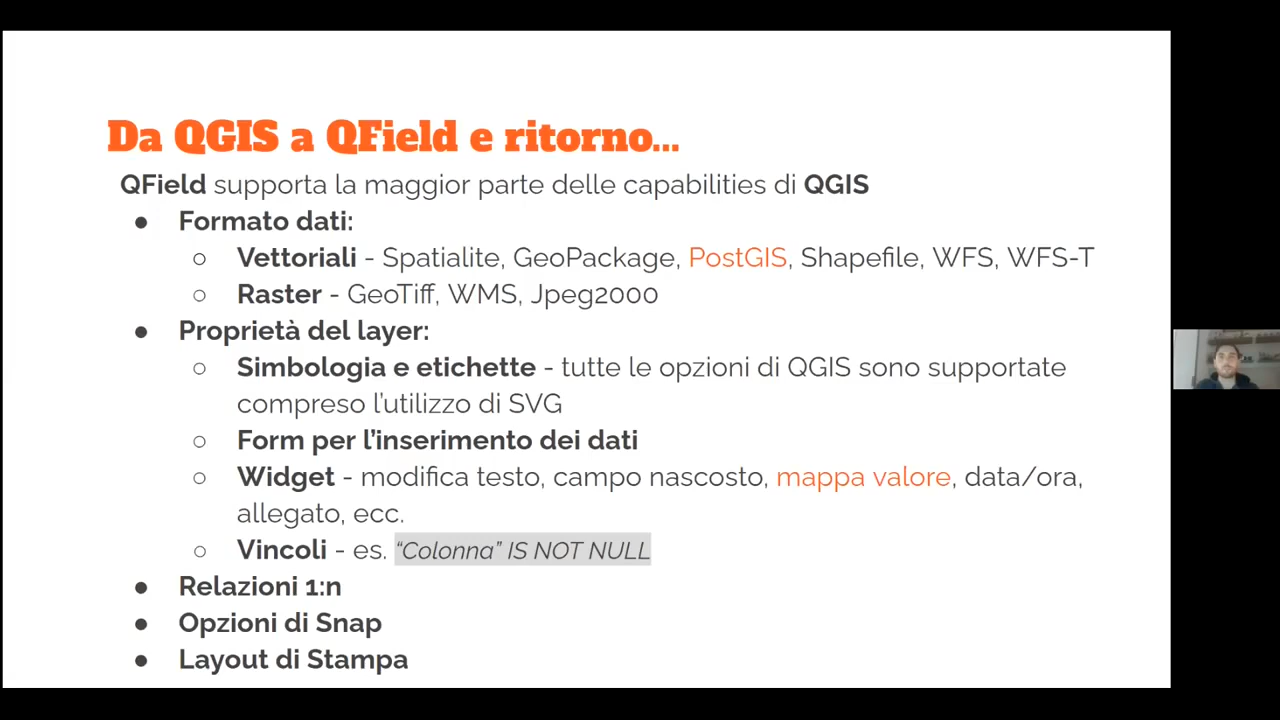 Da QGIS a QField e ritorno...
QField supporta la maggior parte delle capabilities di QGIS
● Formato dati:
○ Vettoriali - Spatialite, GeoPackage, PostGIS, Shapefile, WFS, WFS-T
○ Raster - GeoTiff, WMS, Jpeg2000
● Proprietà del layer:
○ Simbologia e etichette - tutte le opzioni di QGIS sono supportate
compreso l'utilizzo di SVG
○ Form per l'inserimento dei dati
○ Widget - modifica testo, campo nascosto, mappa valore, data/ora,
allegato, ecc.
○ Vincoli - es. “Colonna” IS NOT NULL
● Relazioni 1:n
● Opzioni di Snap
● Layout di Stampa